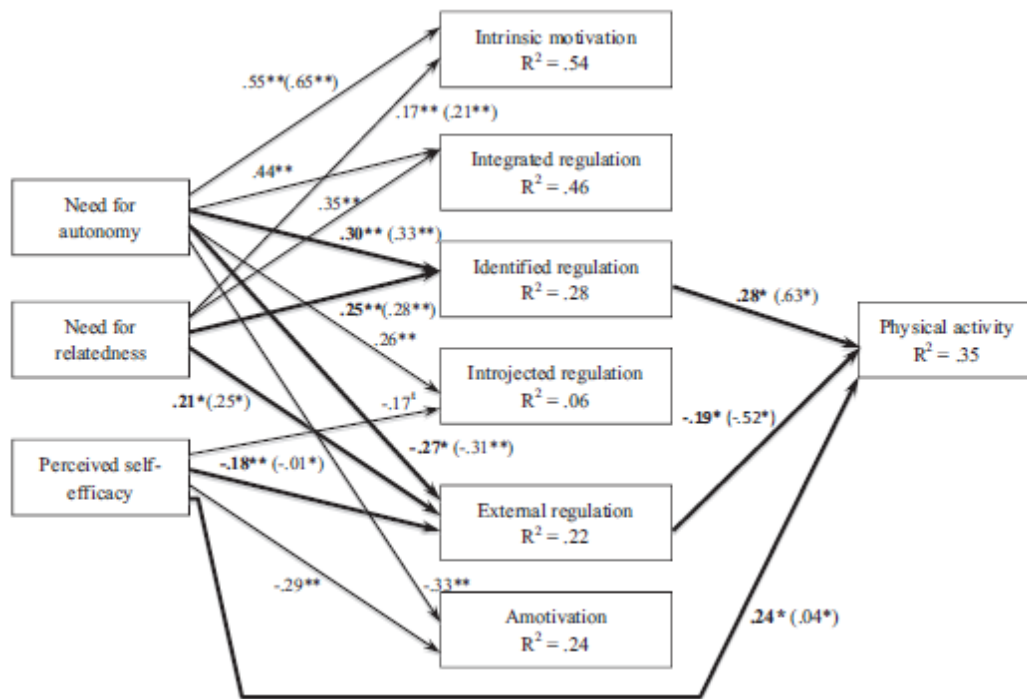 Intrinsic motivation
R² = .54
.55**(.65**)
.17** (.21**)
Integrated regulation
R² = .46
.44**
Need for
autonomy
.35**
.30** (.33**)
Identified regulation
R² = .28
.28* (.63*)
Need for
relatedness
.25**(.28**)
Physical activity
R² = .35
.26**
Introjected regulation
R² = .06
.21*(.25*)
-.17ᵗ
-.19* (-.52*)
-.27* (-.31**)
Perceived self-
efficacy
-.18** (-.01*)
External regulation
R² = .22
-.29**
-.33**
Amotivation
R² = .24
.24* (.04*)